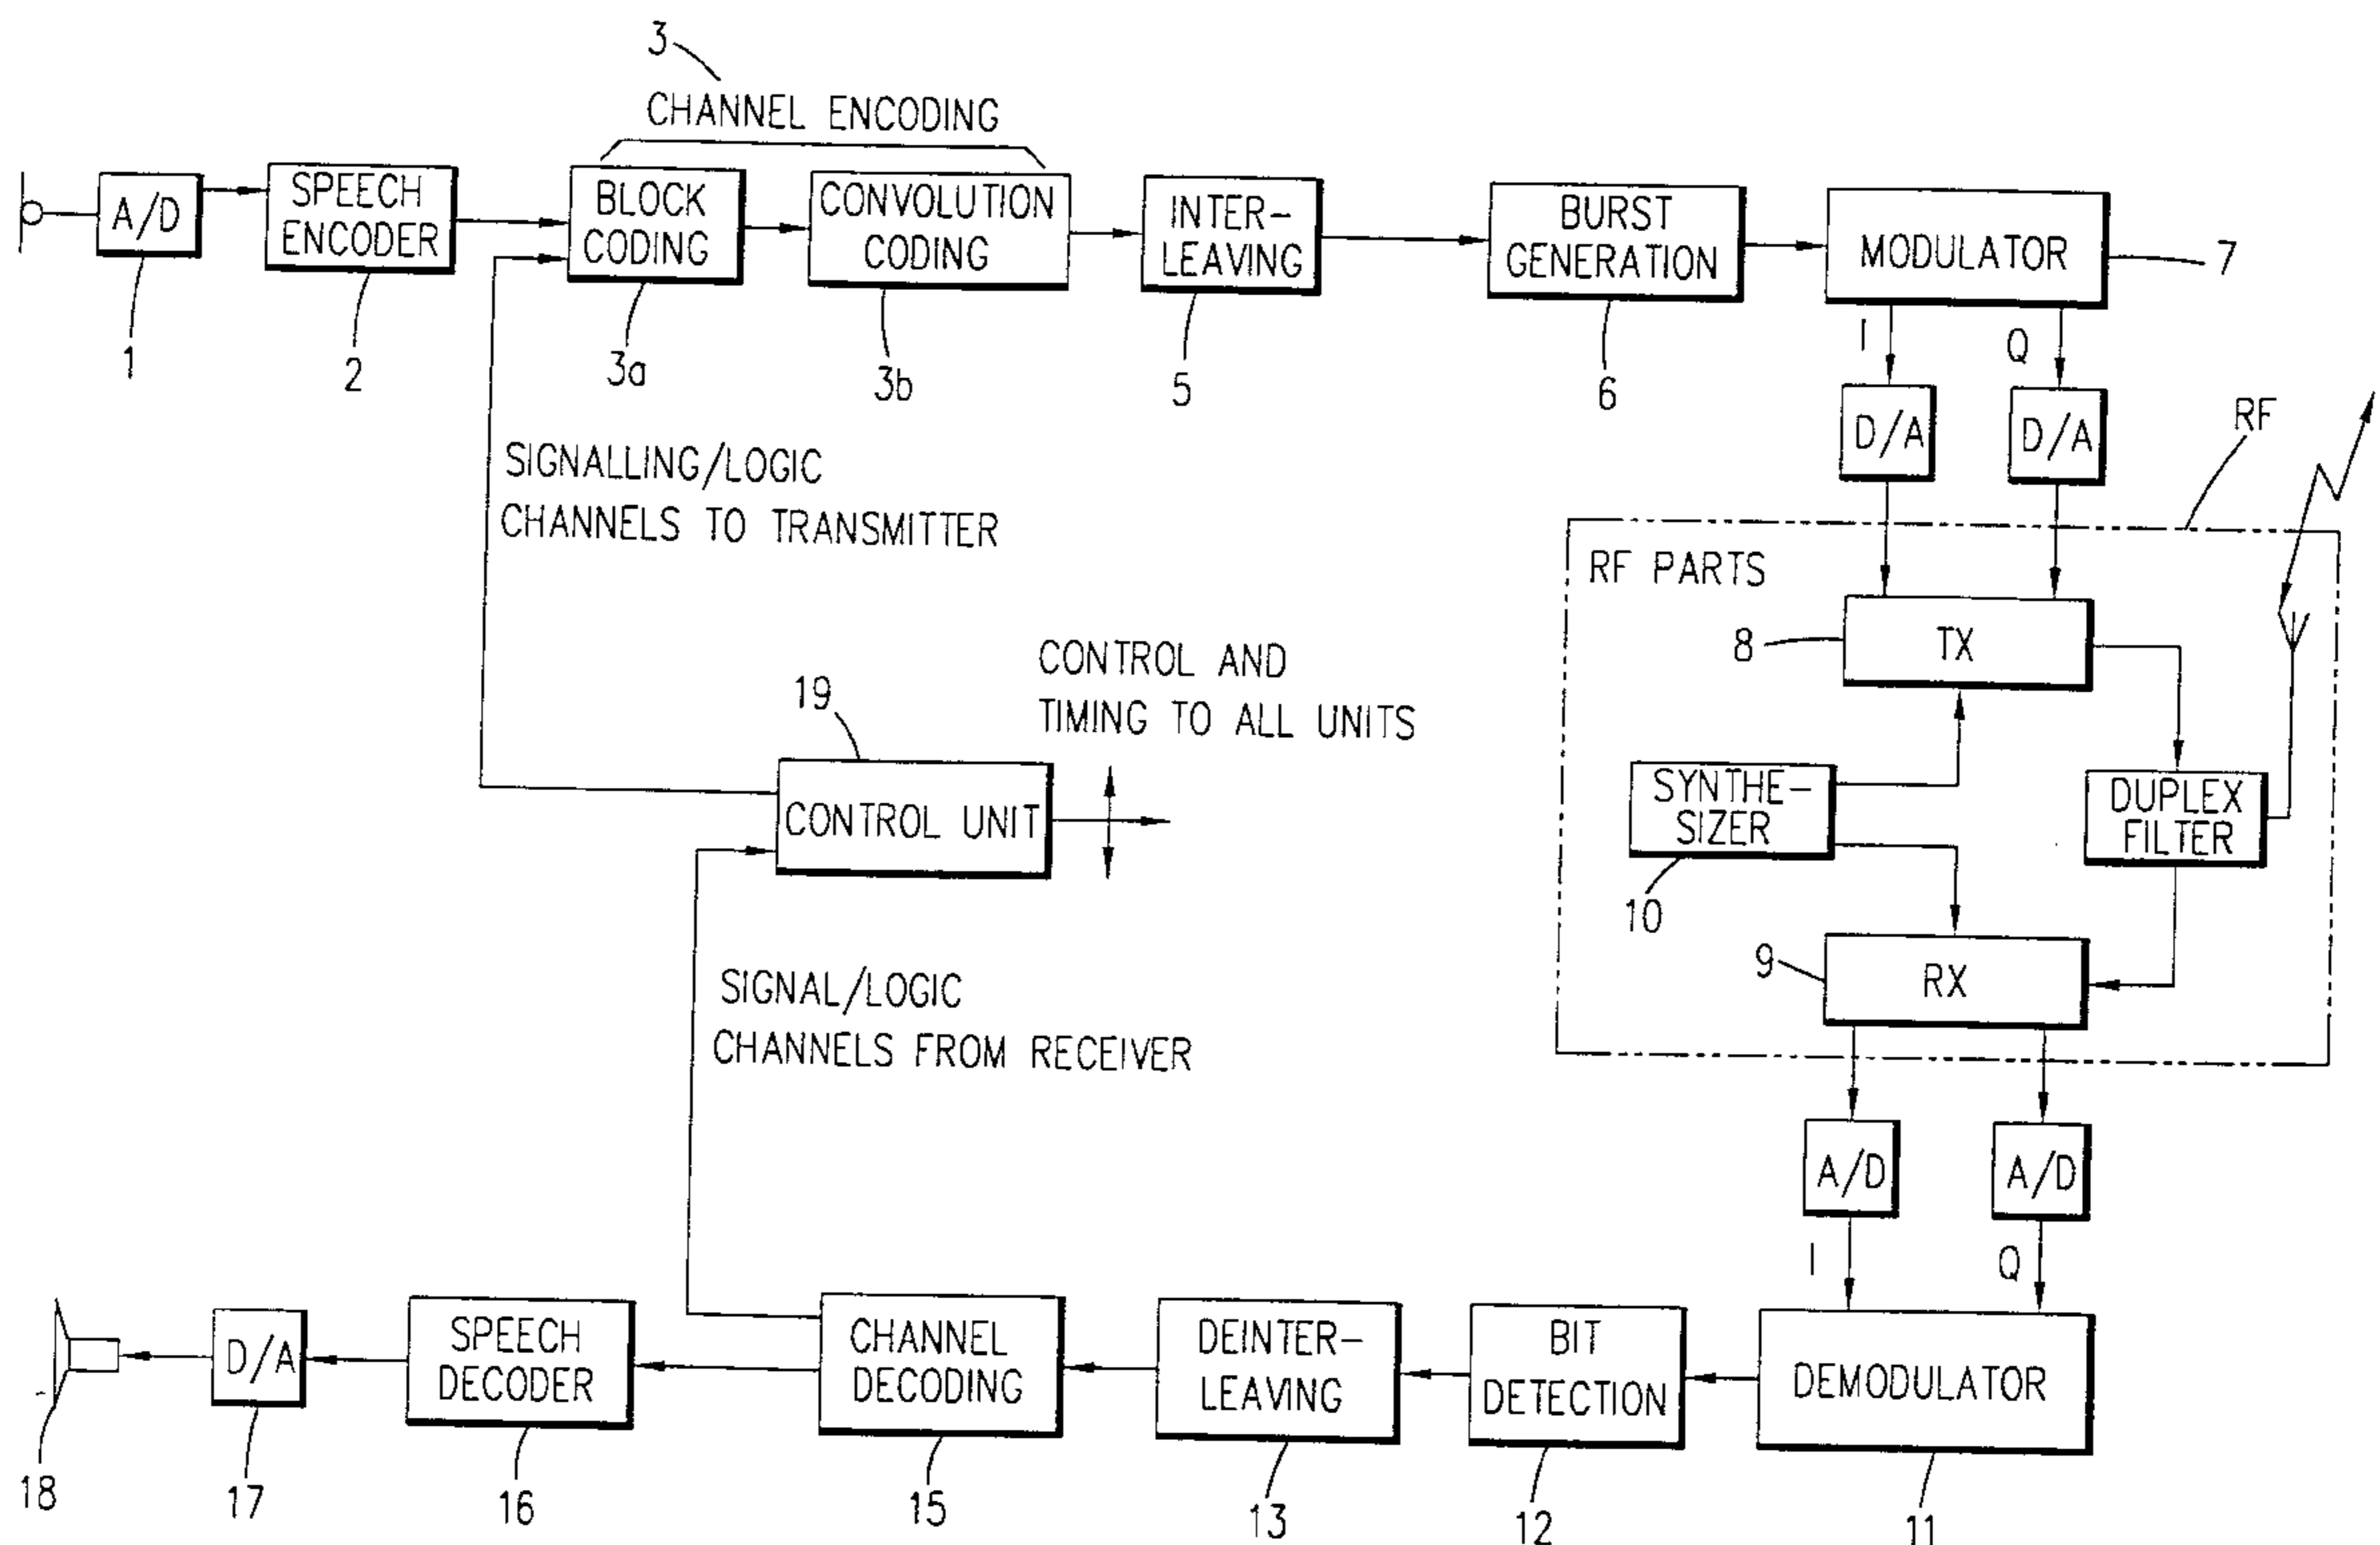 3
CHANNEL ENCODING
A/D
SPEECH
ENCODER
BLOCK
CODING
CONVOLUTION
CODING
INTER-
LEAVING
BURST
GENERATION
MODULATOR
7
1
2
3a
3b
5
6
I
Q
D/A
D/A
RF
SIGNALLING/LOGIC
CHANNELS TO TRANSMITTER
RF PARTS
8
TX
19
CONTROL AND
TIMING TO ALL UNITS
CONTROL UNIT
SYNTHE-
SIZER
DUPLEX
FILTER
10
9
RX
SIGNAL/LOGIC
CHANNELS FROM RECEIVER
A/D
A/D
I
Q
D/A
SPEECH
DECODER
CHANNEL
DECODING
DEINTER-
LEAVING
BIT
DETECTION
DEMODULATOR
18
17
16
15
13
12
11